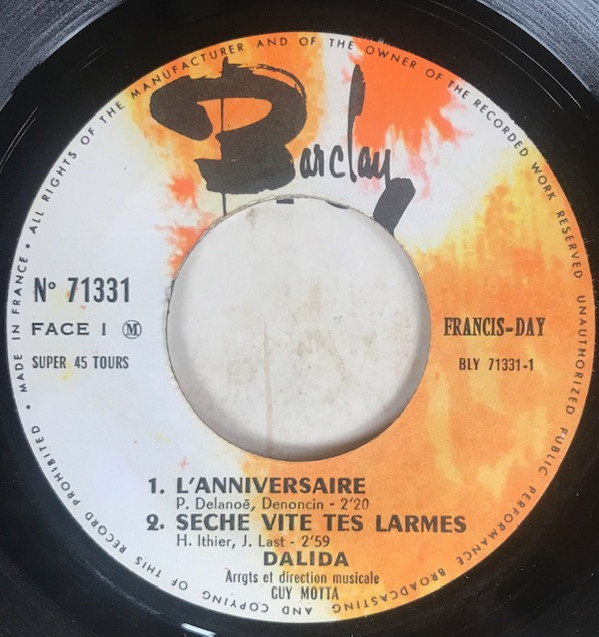 MADE IN FRANCE • ALL RIGHTS OF THE MANUFACTURER AND OF THE OWNER OF THE RECORDED WORK RESERVED UNAUTHORIZED PUBLIC PERFORMANCE BROADCASTING AND COPYING OF THIS RECORD PROHIBITED •
Barclay
Nº 71331
FACE 1 M
SUPER 45 TOURS
FRANCIS-DAY
BLY 71331-1
1. L'ANNIVERSAIRE
P. Delanoë, Denoncin - 2'20
2. SECHE VITE TES LARMES
H. Ithier, J. Last - 2'59
DALIDA
Arrgts et direction musicale
GUY MOTTA